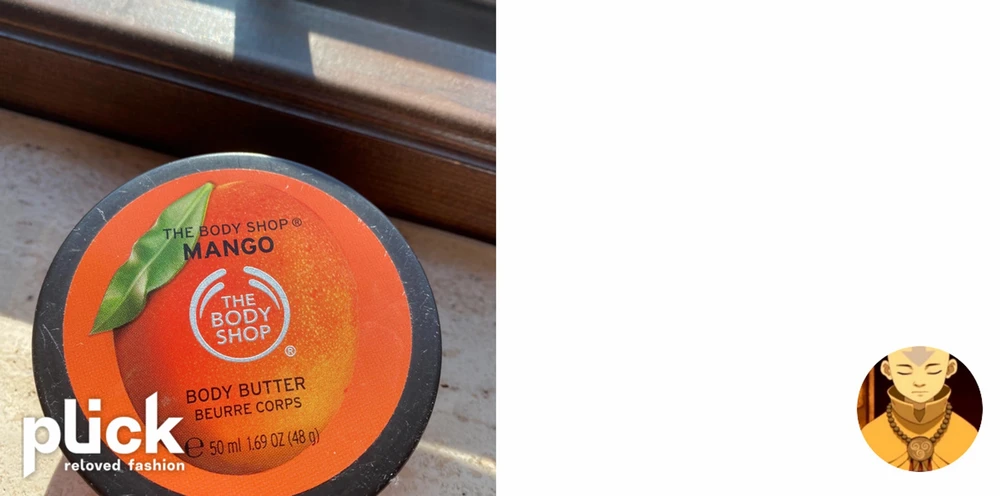 THE BODY SHOP®
MANGO
THE
BODY
SHOP
®
BODY BUTTER
BEURRE CORPS
℮ 50 ml 1.69 OZ (48 g)
plick
reloved fashion